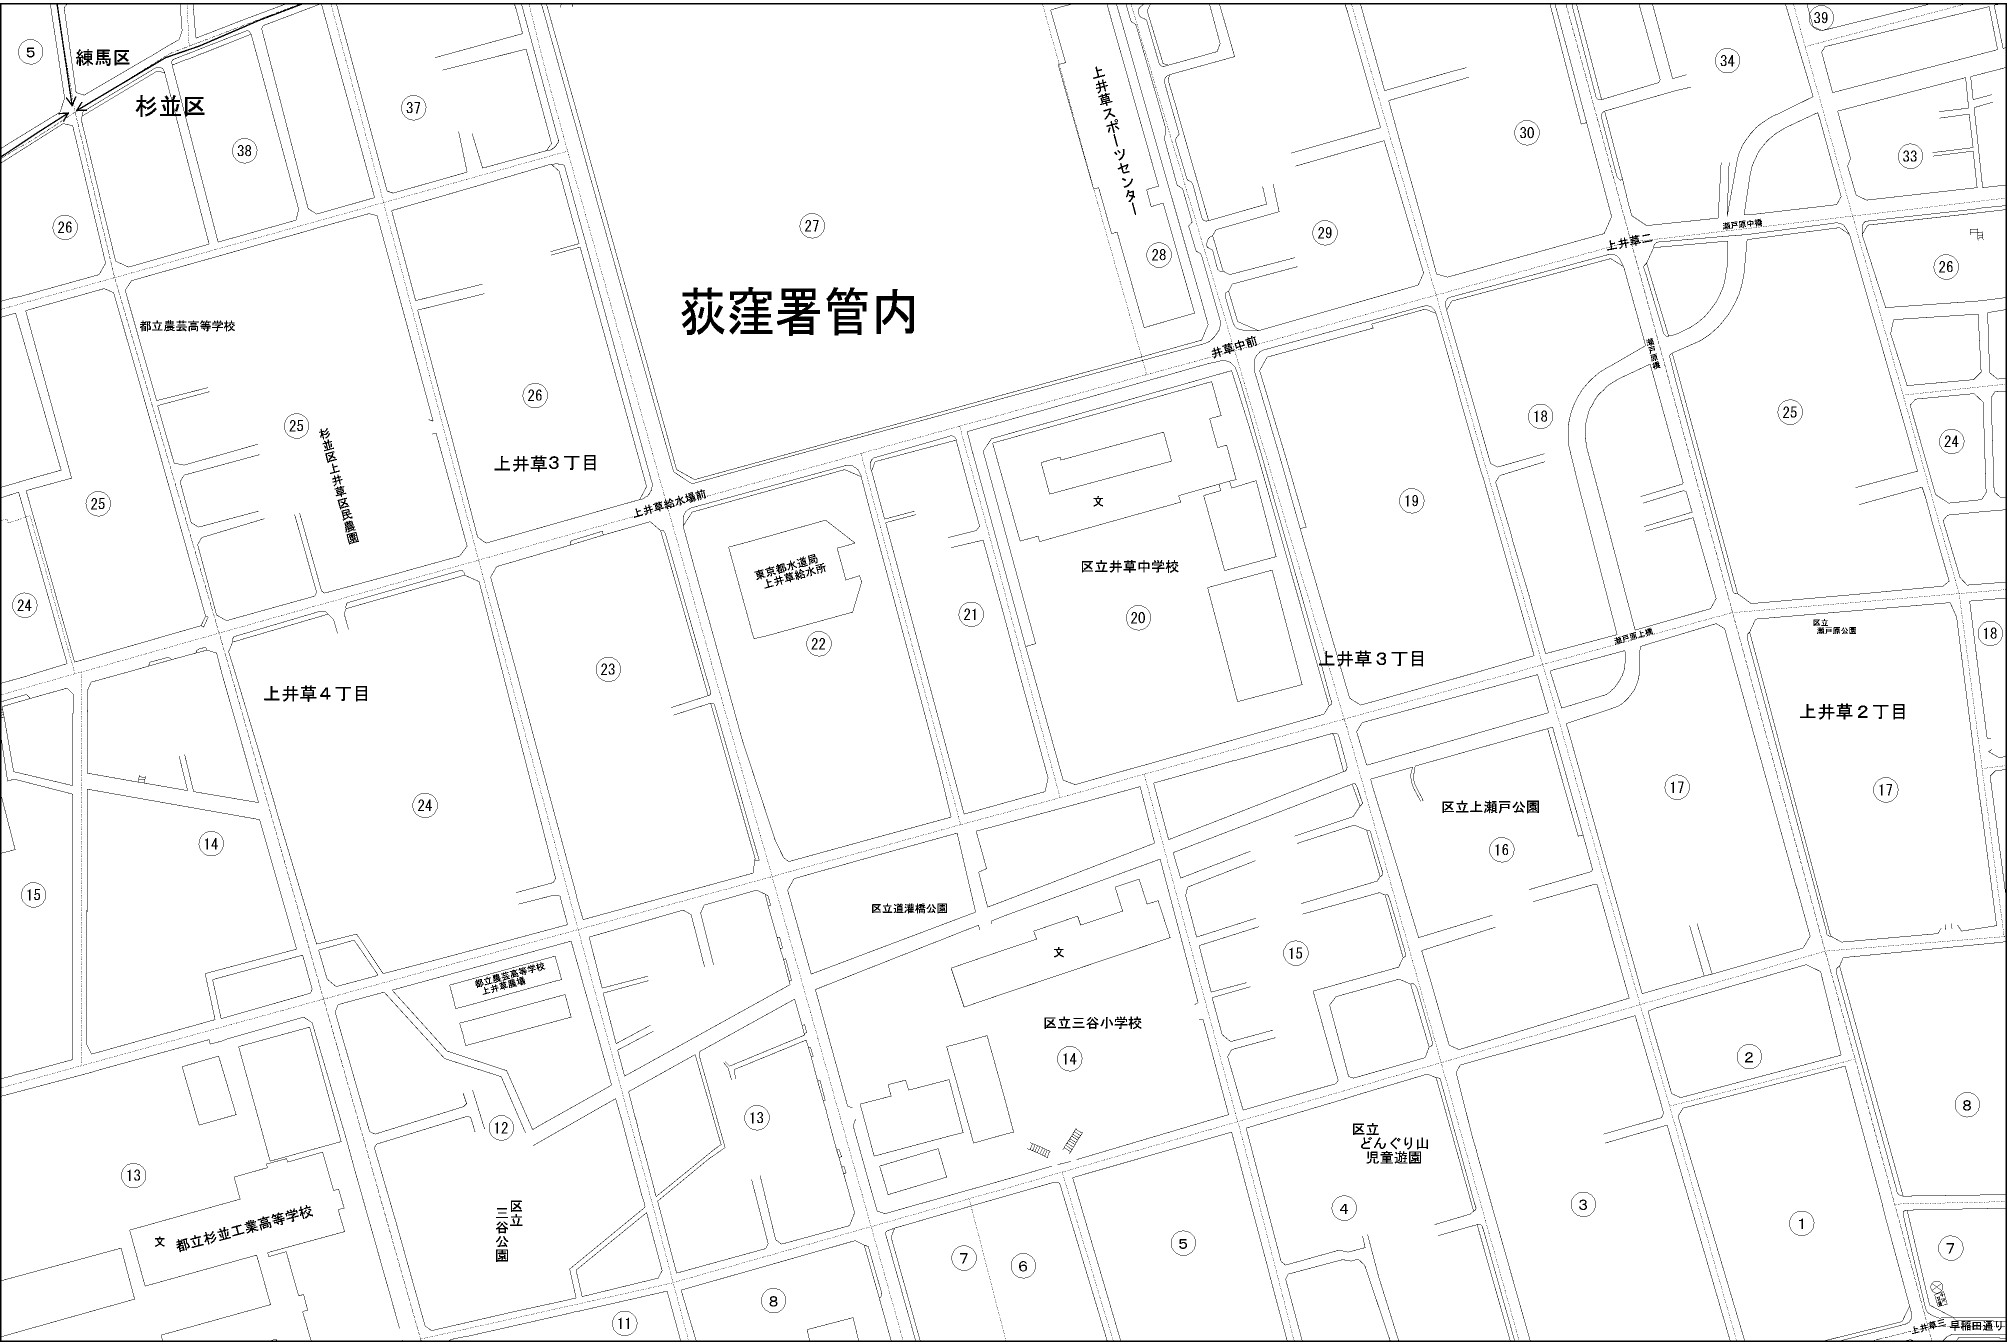 39
5
練馬区
34
杉並区
37
30
38
33
上井草スポーツセンター
26
27
29
28
瀬戸原中橋
上井草二
26
荻窪署管内
都立農芸高等学校
井草中前
瀬戸原橋
26
18
25
25
杉並区上井草区民農園
24
上井草3丁目
25
上井草給水場前
文
19
東京都水道局
上井草給水所
区立井草中学校
24
21
20
22
23
区立
瀬戸原公園
18
瀬戸原上橋
上井草3丁目
上井草4丁目
上井草2丁目
24
17
17
区立上瀬戸公園
14
16
15
区立道灌橋公園
文
15
都立農芸高等学校
上井草農場
区立三谷小学校
14
2
13
12
8
区立
どんぐり山
児童遊園
13
区立
三谷公園
4
3
1
文
都立杉並工業高等学校
7
6
5
7
8
11
上井草三
早稲田通り